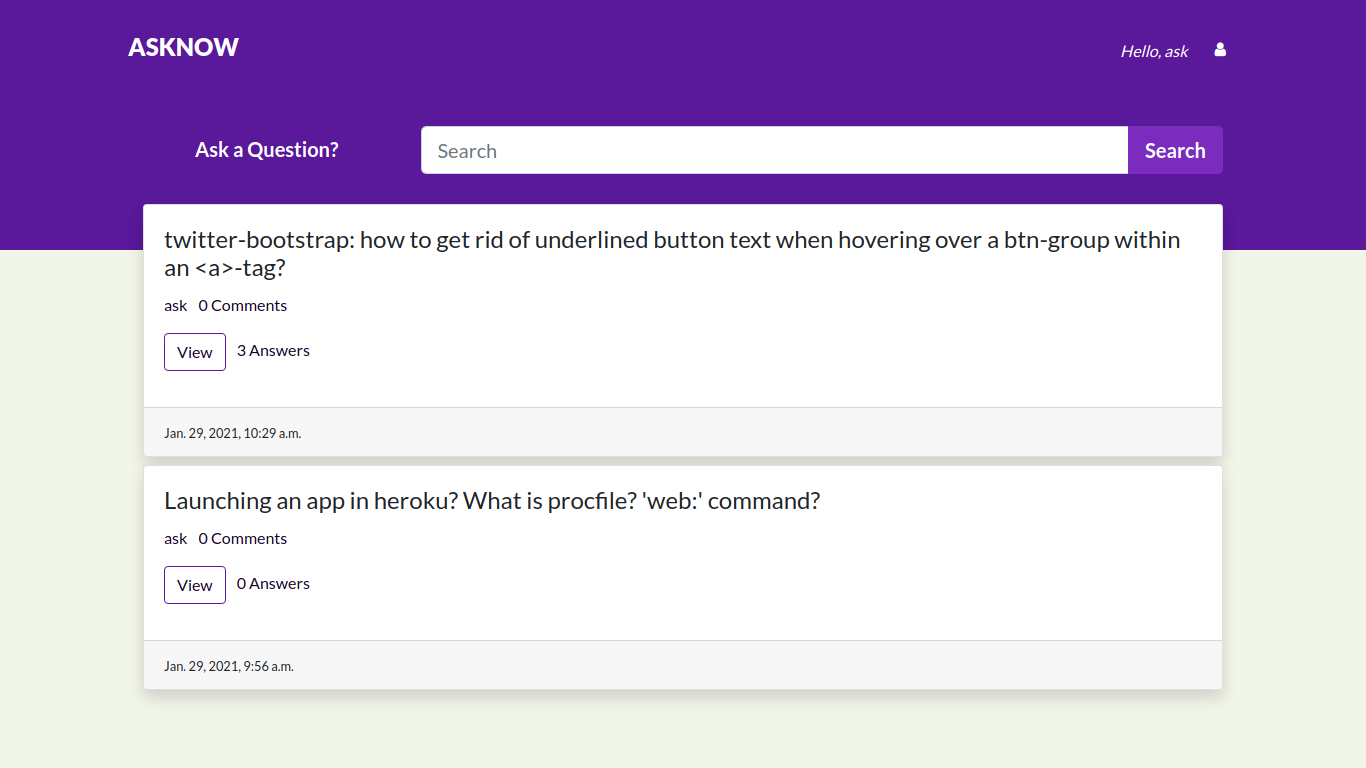 ASKNOW
Hello, ask
Ask a Question?
Search
Search
twitter-bootstrap: how to get rid of underlined button text when hovering over a btn-group within
an <a>-tag?
ask 0 Comments
View 3 Answers
Jan. 29, 2021, 10:29 a.m.
Launching an app in heroku? What is procfile? 'web:' command?
ask 0 Comments
View 0 Answers
Jan. 29, 2021, 9:56 a.m.